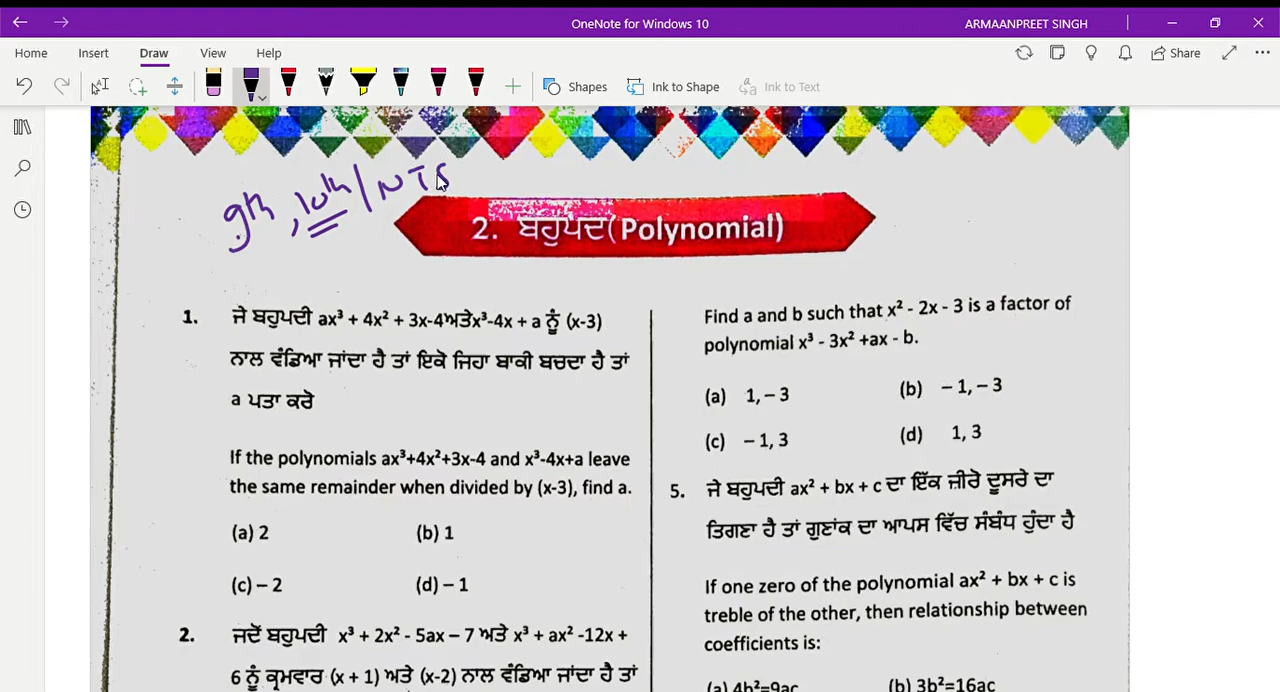 OneNote for Windows 10
ARMAANPREET SINGH
Home Insert Draw View Help
Share
Shapes Ink to Shape Ink to Text
9th, 10th / NTS
2. ਬਹੁਪਦ(Polynomial)
1. ਜੇ ਬਹੁਪਦੀ ax³ + 4x² + 3x-4ਅਤੇx³-4x + a ਨੂੰ (x-3)
ਨਾਲ ਵੰਡਿਆ ਜਾਂਦਾ ਹੈ ਤਾਂ ਇਕੋ ਜਿਹਾ ਬਾਕੀ ਬਚਦਾ ਹੈ ਤਾਂ
a ਪਤਾ ਕਰੋ
If the polynomials ax³+4x²+3x-4 and x³-4x+a leave
the same remainder when divided by (x-3), find a.
(a) 2 (b) 1
(c) – 2 (d) – 1
2. ਜਦੋਂ ਬਹੁਪਦੀ x³ + 2x² - 5ax – 7 ਅਤੇ x³ + ax² -12x +
6 ਨੂੰ ਕ੍ਰਮਵਾਰ (x + 1) ਅਤੇ (x-2) ਨਾਲ ਵੰਡਿਆ ਜਾਂਦਾ ਹੈ ਤਾਂ
Find a and b such that x² - 2x - 3 is a factor of
polynomial x³ - 3x² +ax - b.
(a) 1, – 3 (b) – 1, – 3
(c) – 1, 3 (d) 1, 3
5. ਜੇ ਬਹੁਪਦੀ ax² + bx + c ਦਾ ਇੱਕ ਜ਼ੀਰੋ ਦੂਸਰੇ ਦਾ
ਤਿਗਣਾ ਹੈ ਤਾਂ ਗੁਣਾਂਕ ਦਾ ਆਪਸ ਵਿੱਚ ਸੰਬੰਧ ਹੁੰਦਾ ਹੈ
If one zero of the polynomial ax² + bx + c is
treble of the other, then relationship between
coefficients is:
(a) 4b²=9ac (b) 3b²=16ac